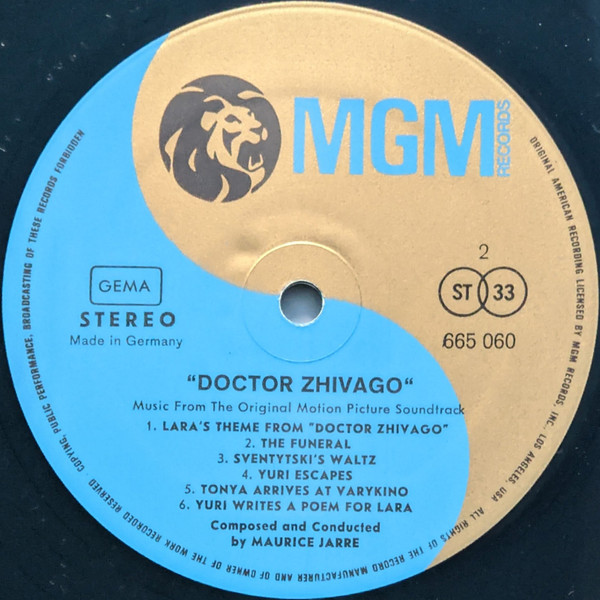 MGM
RECORDS
2
ST 33
665 060
GEMA
STEREO
Made in Germany
"DOCTOR ZHIVAGO"
Music From The Original Motion Picture Soundtrack
1. LARA'S THEME FROM "DOCTOR ZHIVAGO"
2. THE FUNERAL
3. SVENTYTSKI'S WALTZ
4. YURI ESCAPES
5. TONYA ARRIVES AT VARYKINO
6. YURI WRITES A POEM FOR LARA
Composed and Conducted
by MAURICE JARRE
ORIGINAL AMERICAN RECORDING LICENSED BY MGM RECORDS, INC. LOS ANGELES, USA
ALL RIGHTS OF THE RECORD MANUFACTURER AND OF OWNER OF THE WORK RECORDED RESERVED
COPYING, PUBLIC PERFORMANCE, BROADCASTING OF THESE RECORDS FORBIDDEN